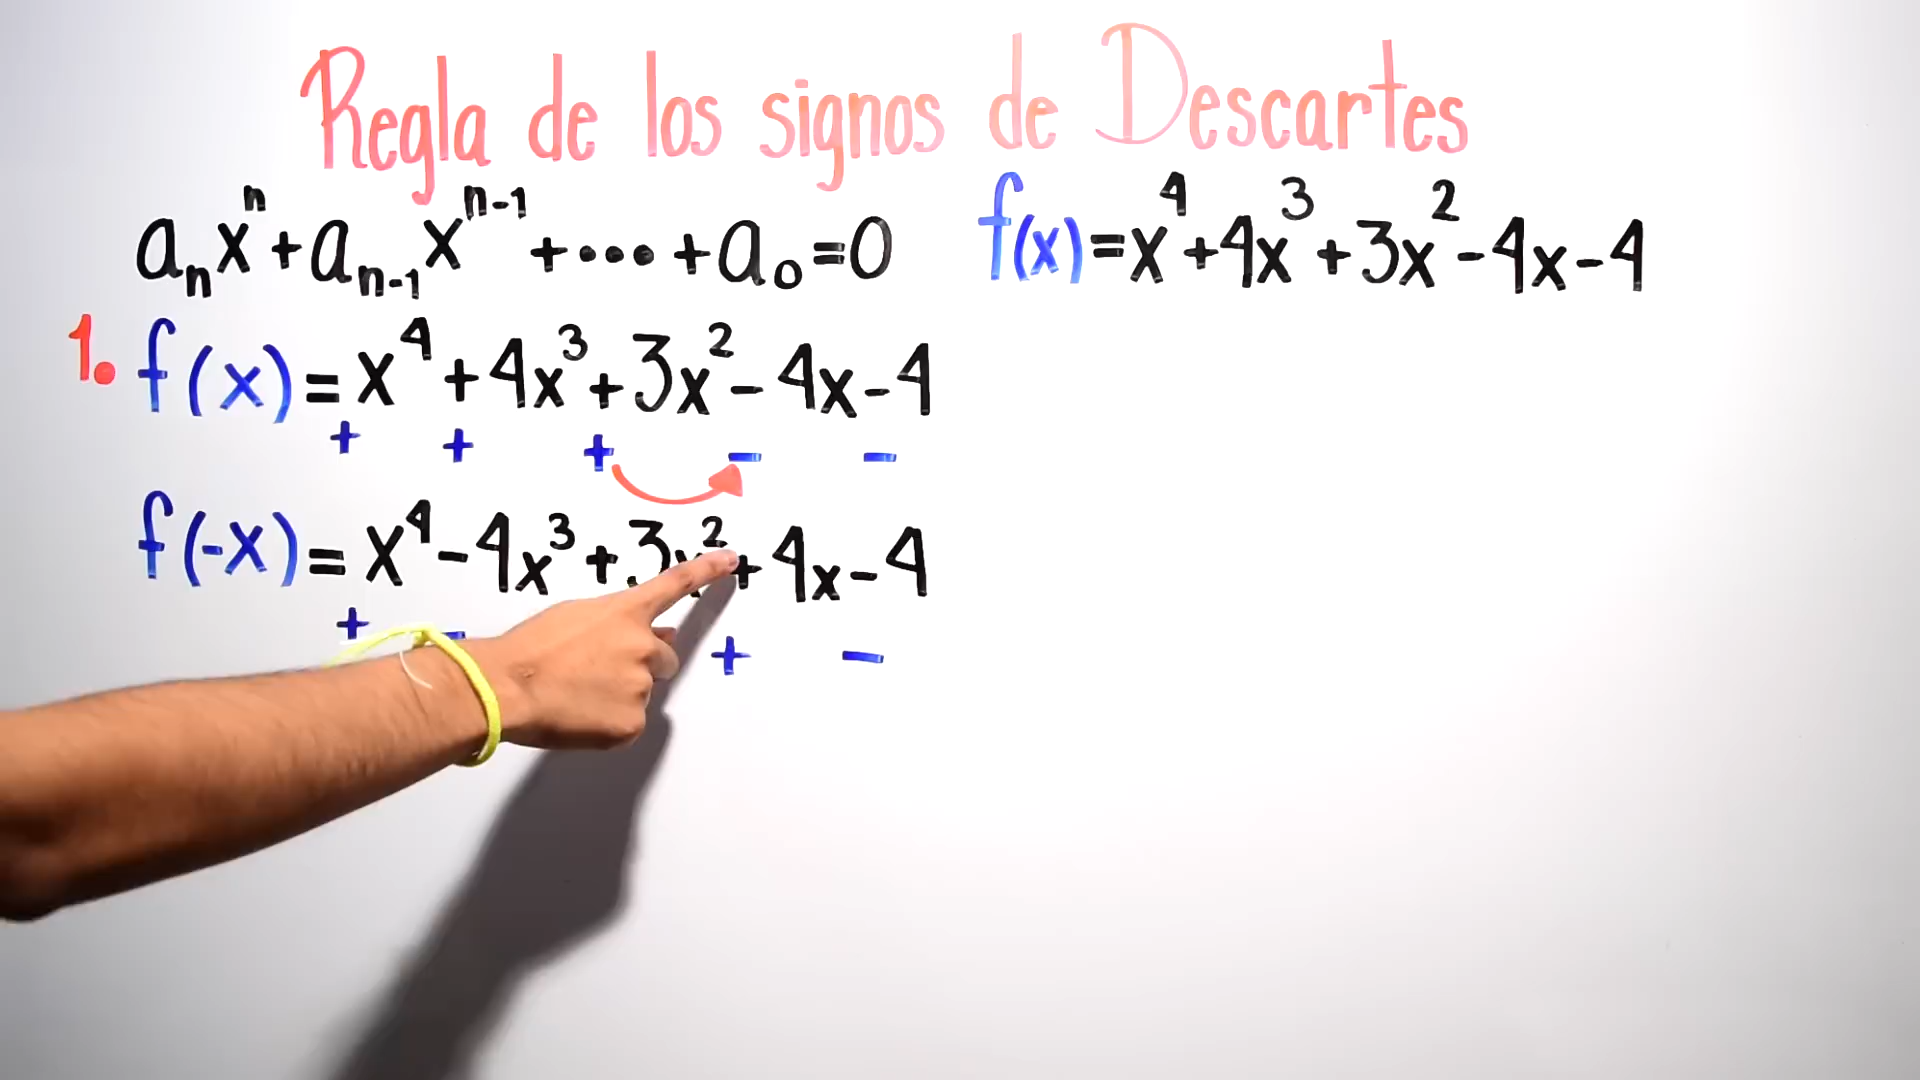 Regla de los signos de Descartes
aₙxⁿ+aₙ₋₁xⁿ⁻¹+•••+a₀=0
f(x)=x⁴+4x³+3x²-4x-4
1. f(x)=x⁴+4x³+3x²-4x-4
+ + + - -
f(-x)=x⁴-4x³+3x²+4x-4
+ - + -